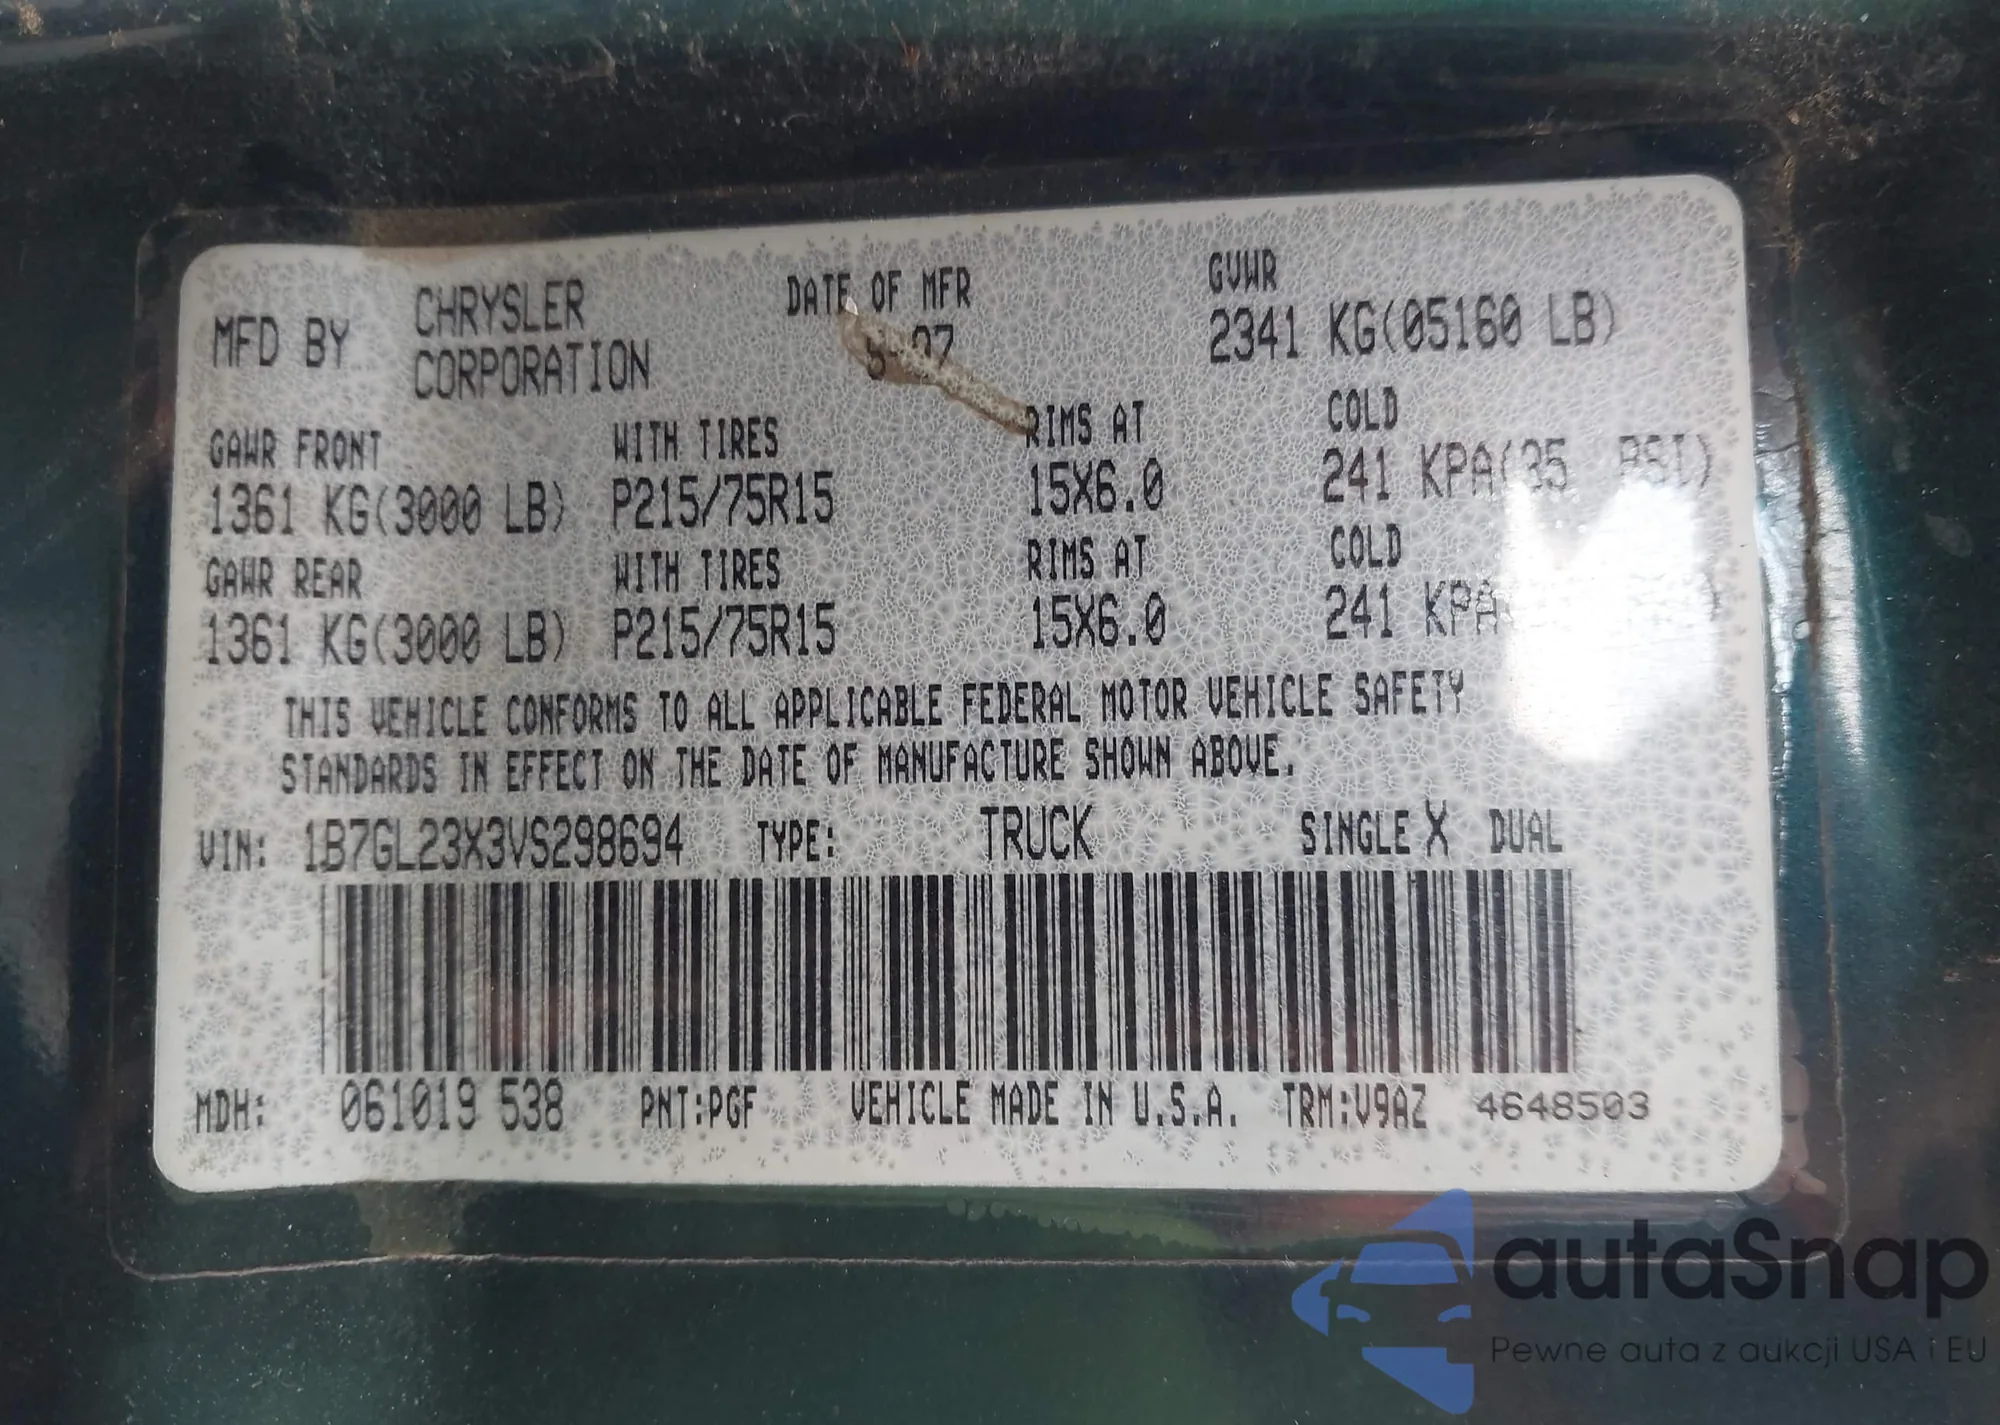 MFD BY CHRYSLER CORPORATION DATE OF MFR GVWR
2341 KG(05160 LB)
GAWR FRONT WITH TIRES RIMS AT COLD
1361 KG(3000 LB) P215/75R15 15X6.0 241 KPA(35 PSI)
GAWR REAR WITH TIRES RIMS AT COLD
1361 KG(3000 LB) P215/75R15 15X6.0 241 KPA
THIS VEHICLE CONFORMS TO ALL APPLICABLE FEDERAL MOTOR VEHICLE SAFETY
STANDARDS IN EFFECT ON THE DATE OF MANUFACTURE SHOWN ABOVE.
VIN: 1B7GL23X3VS298694 TYPE: TRUCK SINGLE X DUAL
MDH: 061019 538 PNT:PGF VEHICLE MADE IN U.S.A. TRM:V9AZ 4648503
autaSnap
Pewne auta z aukcji USA i EU